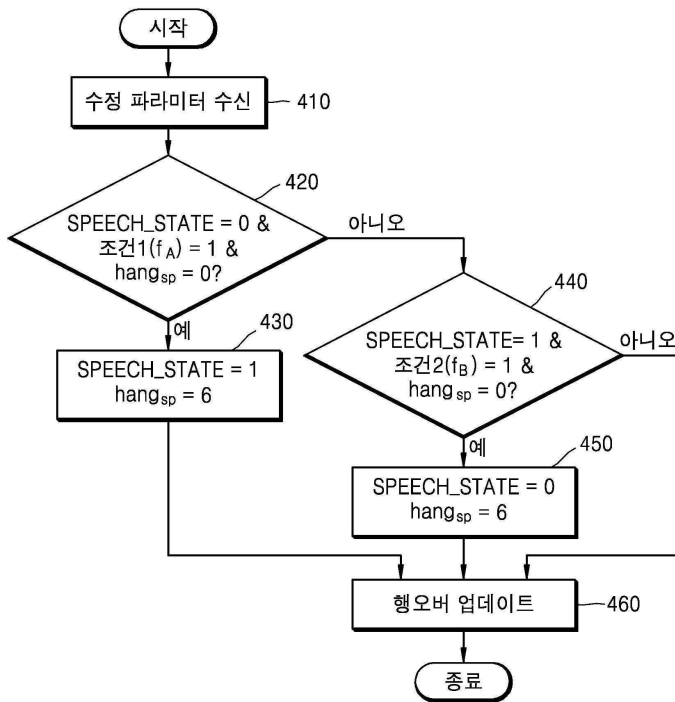 시작
수정 파라미터 수신
410
420
SPEECH_STATE = 0 &
조건1(fA) = 1 &
hangsp = 0?
아니오
예
430
SPEECH_STATE = 1
hangsp = 6
440
SPEECH_STATE= 1 &
조건2(fB) = 1 &
hangsp = 0?
아니오
예
450
SPEECH_STATE = 0
hangsp = 6
행오버 업데이트
460
종료